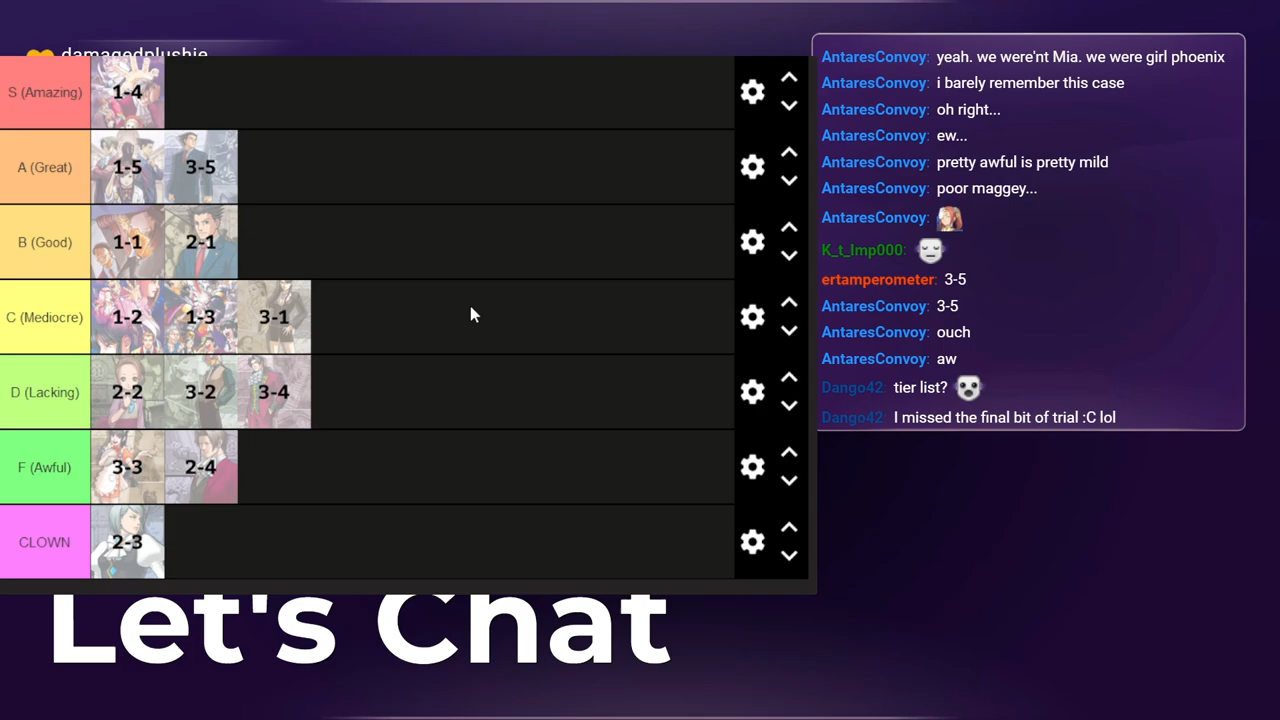 damagedplushie
S (Amazing) 1-4
A (Great) 1-5 3-5
B (Good) 1-1 2-1
C (Mediocre) 1-2 1-3 3-1
D (Lacking) 2-2 3-2 3-4
F (Awful) 3-3 2-4
CLOWN 2-3
Let's Chat
AntaresConvoy: yeah. we were'nt Mia. we were girl phoenix
AntaresConvoy: i barely remember this case
AntaresConvoy: oh right...
AntaresConvoy: ew...
AntaresConvoy: pretty awful is pretty mild
AntaresConvoy: poor maggey...
AntaresConvoy:
K_t_Imp000:
ertamperometer: 3-5
AntaresConvoy: 3-5
AntaresConvoy: ouch
AntaresConvoy: aw
Dango42: tier list?
Dango42: I missed the final bit of trial :C lol